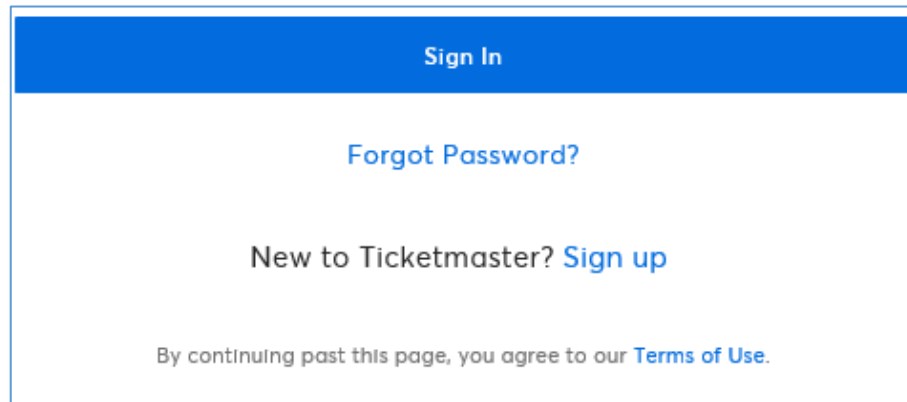 Sign In
Forgot Password?
New to Ticketmaster? Sign up
By continuing past this page, you agree to our Terms of Use.